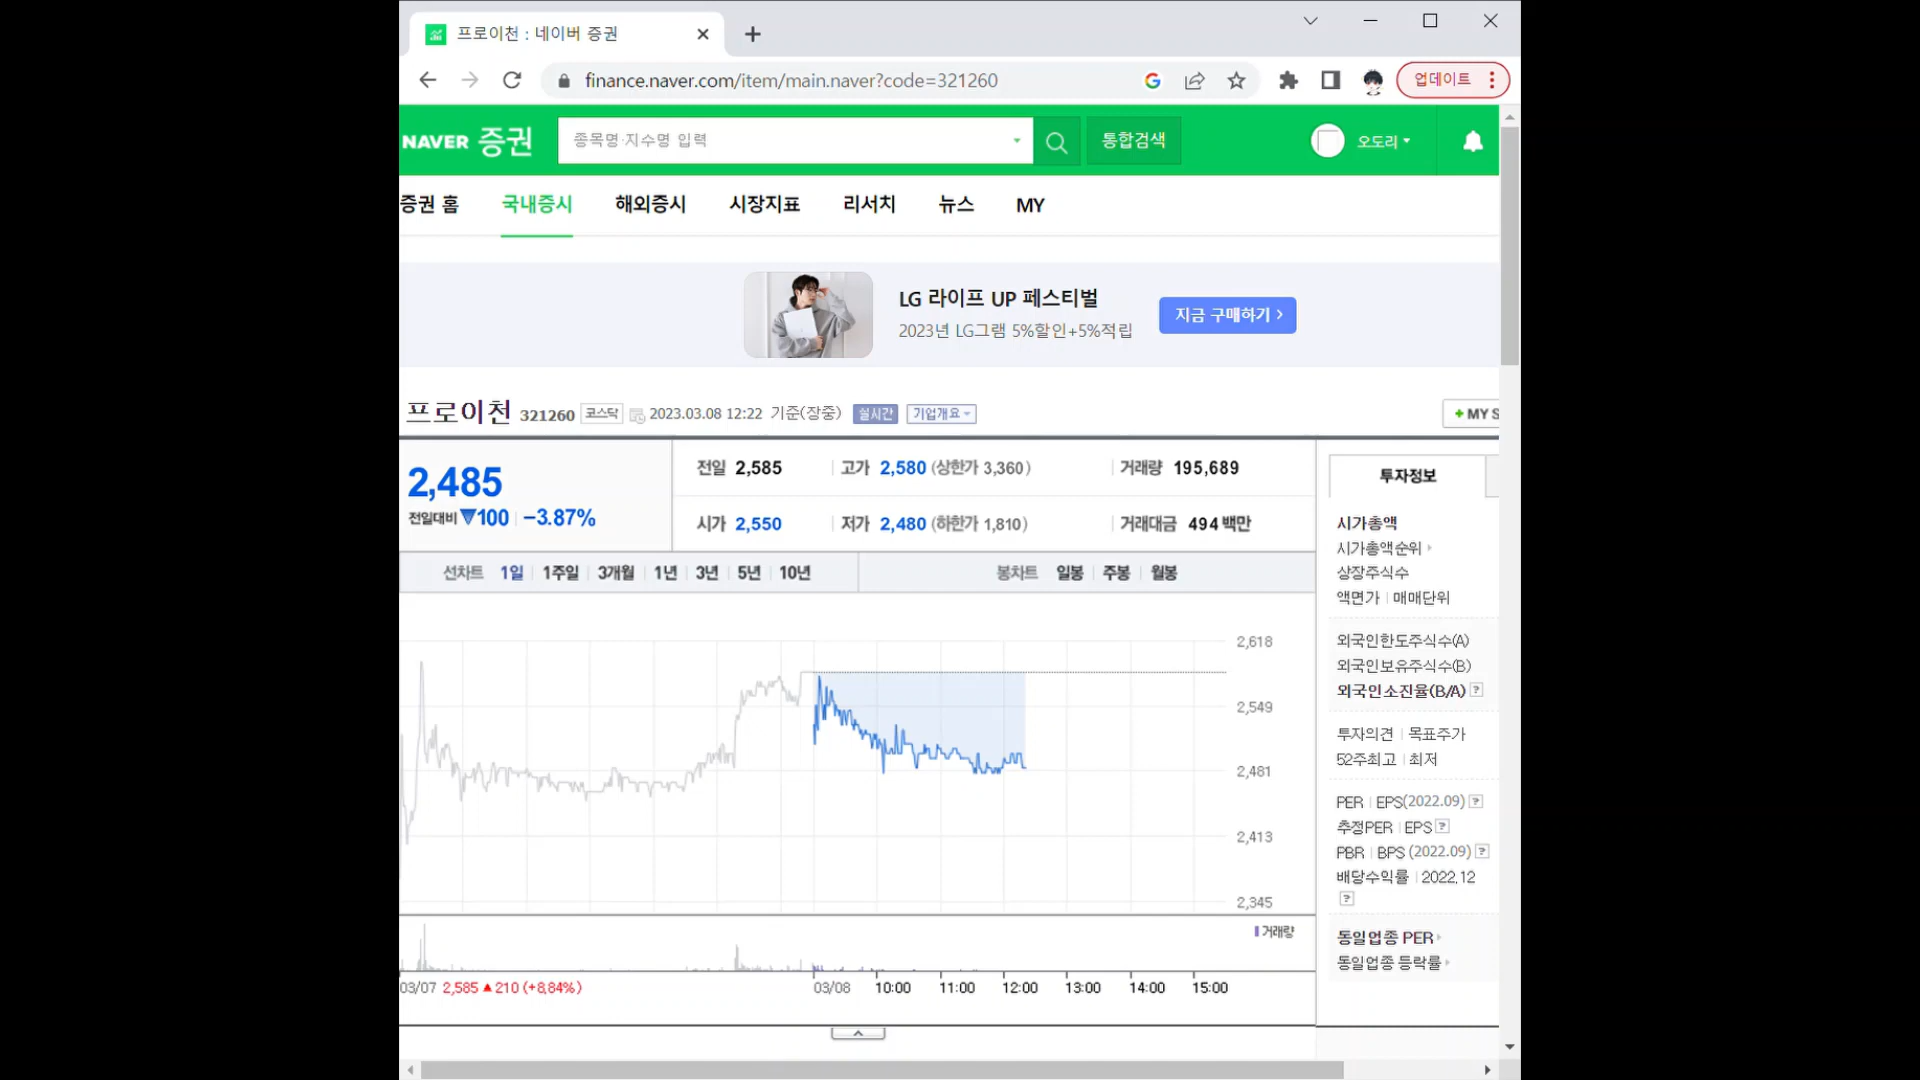 프로이천 : 네이버 증권
finance.naver.com/item/main.naver?code=321260
업데이트
NAVER 증권
종목명·지수명 입력
통합검색
오도리
증권 홈 국내증시 해외증시 시장지표 리서치 뉴스 MY
LG 라이프 UP 페스티벌
2023년 LG그램 5%할인+5%적립
지금 구매하기
프로이천 321260 코스닥 2023.03.08 12:22 기준(장중) 실시간 기업개요
+ MY S
2,485
전일대비 ▼100 | -3.87%
전일 2,585 | 고가 2,580 (상한가 3,360) | 거래량 195,689
시가 2,550 | 저가 2,480 (하한가 1,810) | 거래대금 494 백만
선차트 1일 1주일 3개월 1년 3년 5년 10년
봉차트 일봉 주봉 월봉
2,618
2,549
2,481
2,413
2,345
거래량
03/07 2,585 ▲ 210 (+8.84%)
03/08 10:00 11:00 12:00 13:00 14:00 15:00
투자정보
시가총액
시가총액순위
상장주식수
액면가 | 매매단위
외국인한도주식수(A)
외국인보유주식수(B)
외국인소진율(B/A) ?
투자의견 | 목표주가
52주최고 | 최저
PER | EPS(2022.09) ?
추정PER | EPS ?
PBR | BPS (2022.09) ?
배당수익률 | 2022.12
?
동일업종 PER
동일업종 등락률